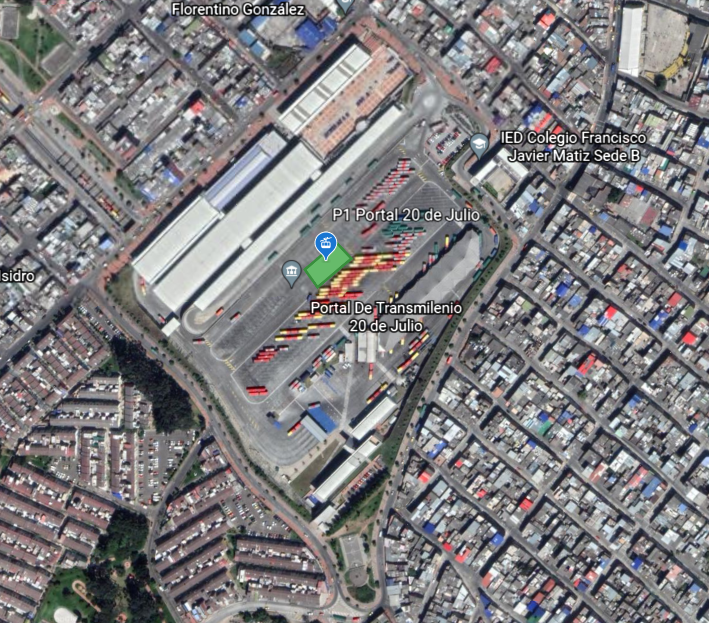 Florentino González
IED Colegio Francisco
Javier Matiz Sede B
P1 Portal 20 de Julio
Isidro
Portal De Transmilenio
20 de Julio